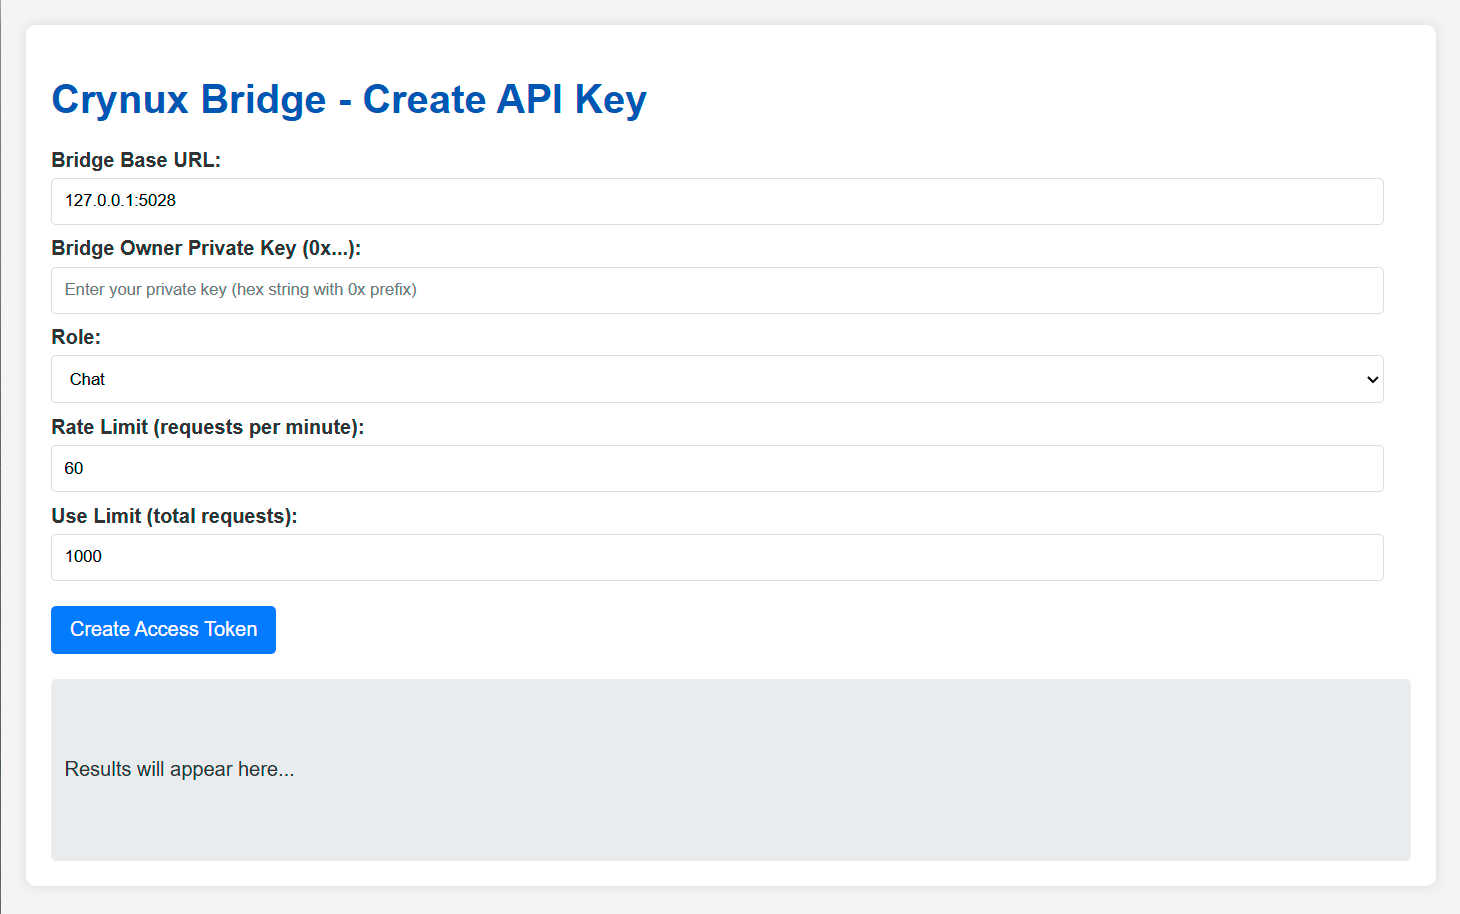 Crynux Bridge - Create API Key
Bridge Base URL:
127.0.0.1:5028
Bridge Owner Private Key (0x...):
Enter your private key (hex string with 0x prefix)
Role:
Chat
Rate Limit (requests per minute):
60
Use Limit (total requests):
1000
Create Access Token
Results will appear here...